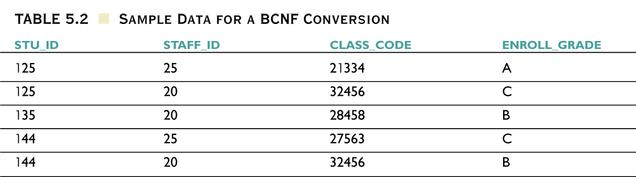 TABLE 5.2 SAMPLE DATA FOR A BCNF CONVERSION
STU_ID STAFF_ID CLASS_CODE ENROLL_GRADE
125 25 21334 A
125 20 32456 C
135 20 28458 B
144 25 27563 C
144 20 32456 B